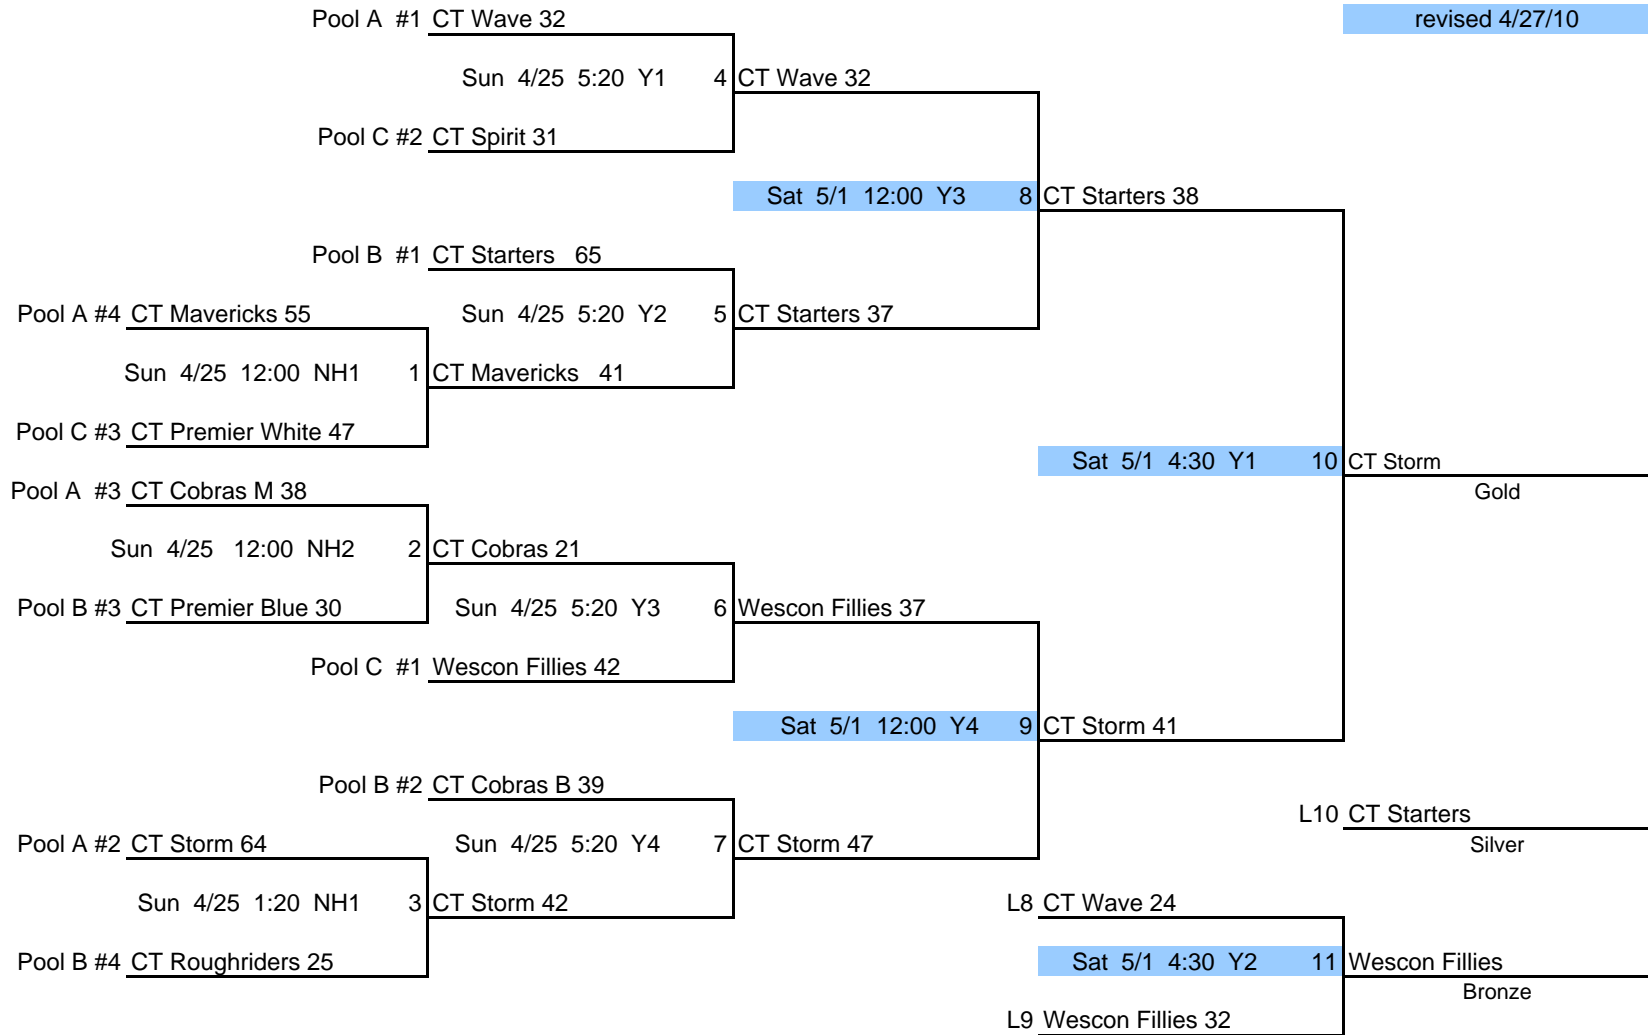 Pool A #1 CT Wave 32
revised 4/27/10
Sun 4/25 5:20 Y1 4 CT Wave 32
Pool C #2 CT Spirit 31
Sat 5/1 12:00 Y3 8 CT Starters 38
Pool B #1 CT Starters 65
Pool A #4 CT Mavericks 55
Sun 4/25 5:20 Y2 5 CT Starters 37
Sun 4/25 12:00 NH1 1 CT Mavericks 41
Pool C #3 CT Premier White 47
Sat 5/1 4:30 Y1 10 CT Storm
Gold
Pool A #3 CT Cobras M 38
Sun 4/25 12:00 NH2 2 CT Cobras 21
Pool B #3 CT Premier Blue 30
Sun 4/25 5:20 Y3 6 Wescon Fillies 37
Pool C #1 Wescon Fillies 42
Sat 5/1 12:00 Y4 9 CT Storm 41
Pool B #2 CT Cobras B 39
L10 CT Starters
Silver
Pool A #2 CT Storm 64
Sun 4/25 5:20 Y4 7 CT Storm 47
Sun 4/25 1:20 NH1 3 CT Storm 42
L8 CT Wave 24
Pool B #4 CT Roughriders 25
Sat 5/1 4:30 Y2 11 Wescon Fillies
Bronze
L9 Wescon Fillies 32